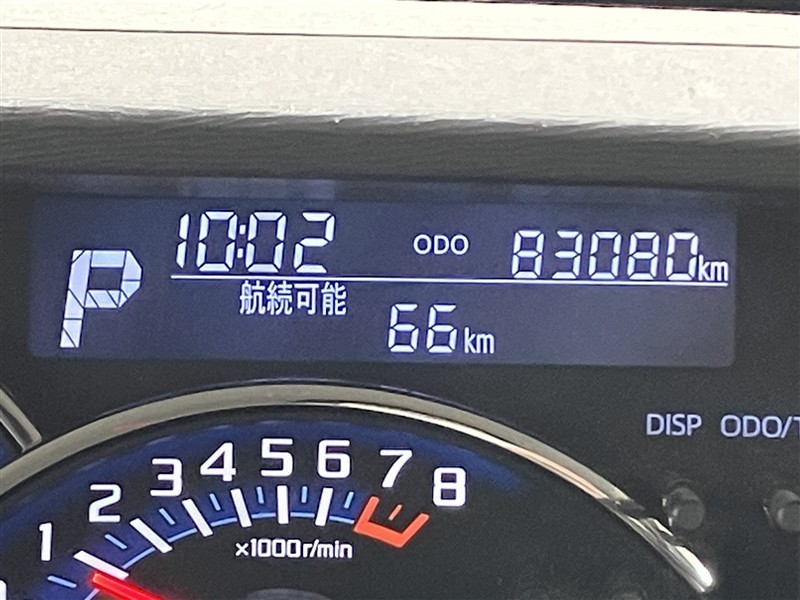 10:02 ODO 83080km
P
航続可能
66km
DISP ODO/T
1 2 3 4 5 6 7 8
×1000r/min